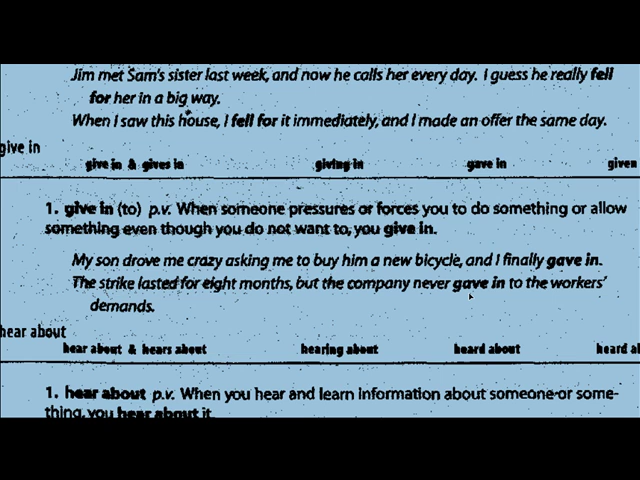 Jim met Sam's sister last week, and now he calls her every day. I guess he really fell
for her in a big way.
When I saw this house, I fell for it immediately, and I made an offer the same day.
give in
give in & gives in giving in gave in given
1. give in (to) p.v. When someone pressures or forces you to do something or allow
something even though you do not want to, you give in.
My son drove me crazy asking me to buy him a new bicycle, and I finally gave in.
The strike lasted for eight months, but the company never gave in to the workers'
demands.
hear about
hear about & hears about hearing about heard about heard a
1. hear about p.v. When you hear and learn information about someone or some-
thing, you hear about it.